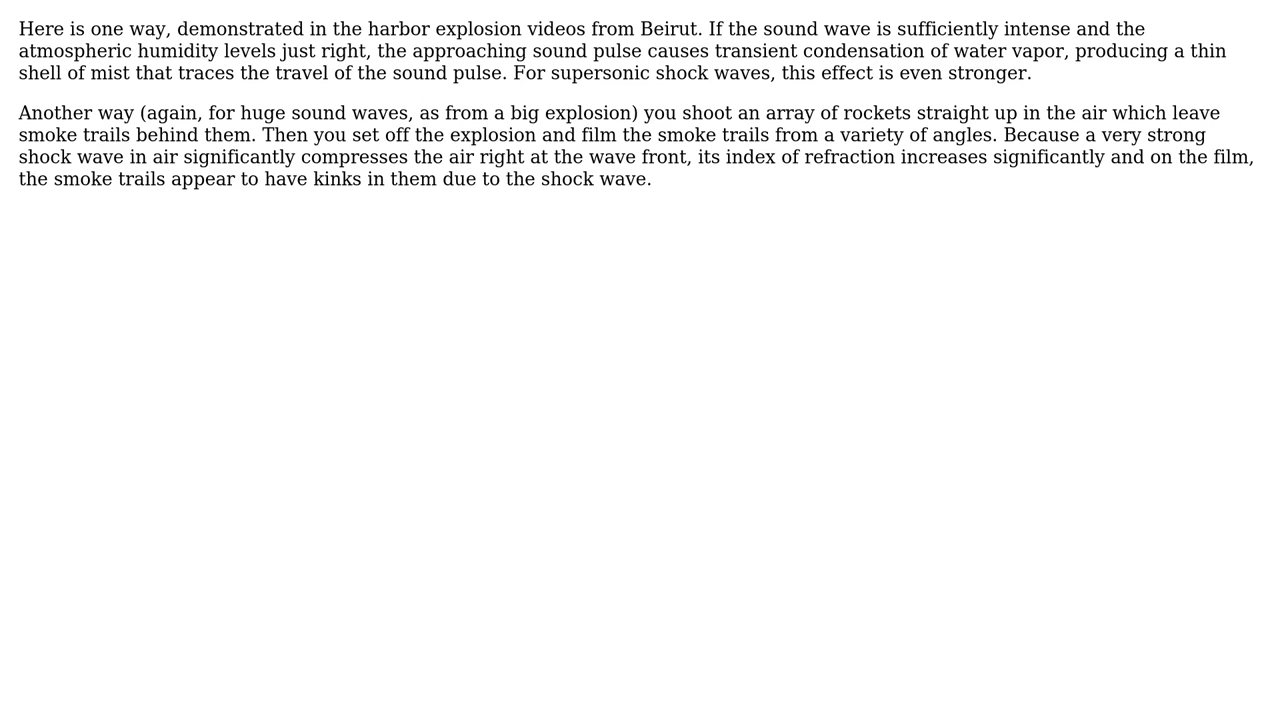 Here is one way, demonstrated in the harbor explosion videos from Beirut. If the sound wave is sufficiently intense and the
atmospheric humidity levels just right, the approaching sound pulse causes transient condensation of water vapor, producing a thin
shell of mist that traces the travel of the sound pulse. For supersonic shock waves, this effect is even stronger.
Another way (again, for huge sound waves, as from a big explosion) you shoot an array of rockets straight up in the air which leave
smoke trails behind them. Then you set off the explosion and film the smoke trails from a variety of angles. Because a very strong
shock wave in air significantly compresses the air right at the wave front, its index of refraction increases significantly and on the film,
the smoke trails appear to have kinks in them due to the shock wave.